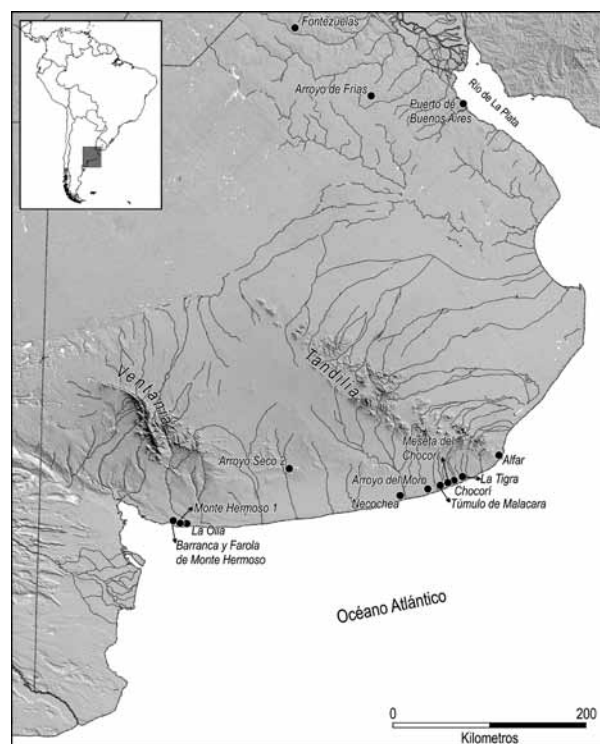 Fontezuelas
Arroyo de Frías
Puerto de
Buenos Aires
Río de La Plata
Ventania
Tandilia
Meseta del
Chocorí
Arroyo Seco 2
Alfar
Arroyo del Moro
La Tigra
Necochea
Chocorí
Túmulo de Malacara
Monte Hermoso 1
La Olla
Barranca y Farola
de Monte Hermoso
Océano Atlántico
0
200
Kilometros